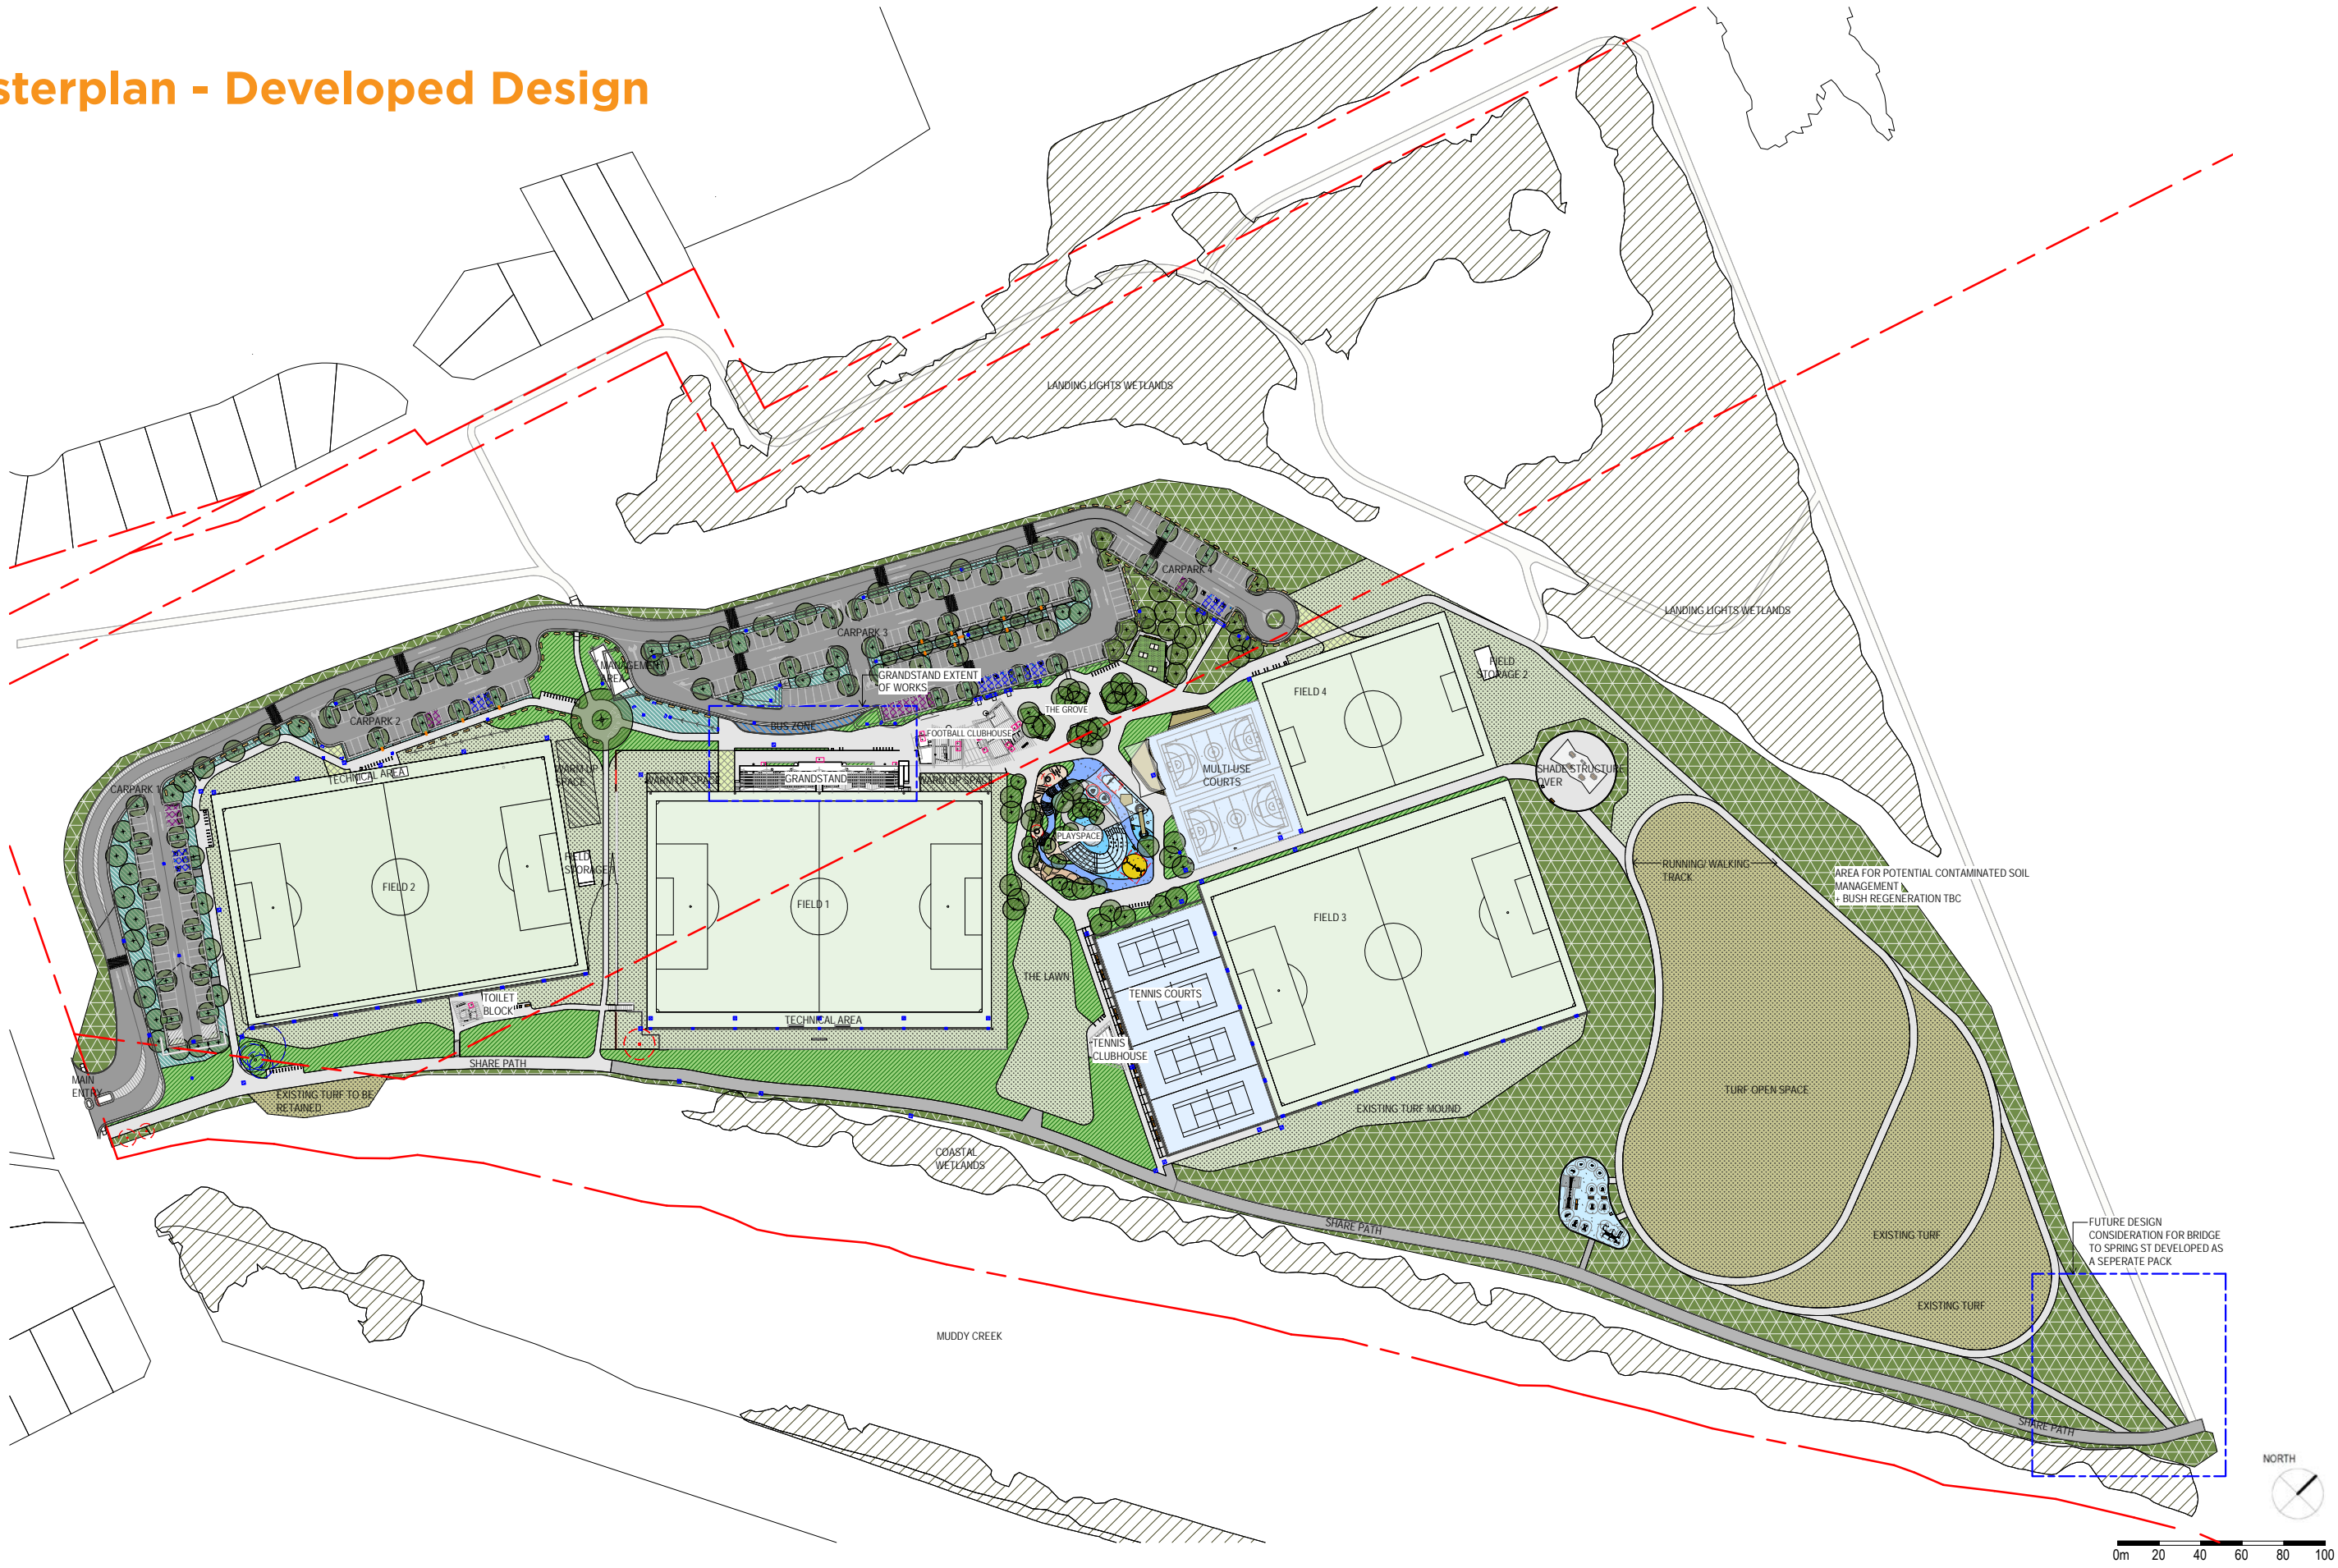 sterplan - Developed Design
LANDING LIGHTS WETLANDS
CARPARK 4
LANDING LIGHTS WETLANDS
CARPARK 3
MANAGEMENT
AREA
GRANDSTAND EXTENT
OF WORKS
FIELD
STORAGE 2
FIELD 4
THE GROVE
CARPARK 2
BUS ZONE
FOOTBALL CLUBHOUSE
TECHNICAL AREA
WARM UP
SPACE
WARM UP SPACE
GRANDSTAND
WARM UP SPACE
MULTI-USE
COURTS
SHADE STRUCTURE
OVER
CARPARK 1
PLAYSPACE
FIELD
STORAGE 1
RUNNING/ WALKING
TRACK
AREA FOR POTENTIAL CONTAMINATED SOIL
MANAGEMENT
+ BUSH REGENERATION TBC
FIELD 2
FIELD 1
FIELD 3
THE LAWN
TENNIS COURTS
TOILET
BLOCK
TECHNICAL AREA
TENNIS
CLUBHOUSE
SHARE PATH
MAIN
ENTRY
EXISTING TURF TO BE
RETAINED
TURF OPEN SPACE
EXISTING TURF MOUND
COASTAL
WETLANDS
SHARE PATH
EXISTING TURF
FUTURE DESIGN
CONSIDERATION FOR BRIDGE
TO SPRING ST DEVELOPED AS
A SEPERATE PACK
EXISTING TURF
MUDDY CREEK
SHARE PATH
NORTH
0m 20 40 60 80 100